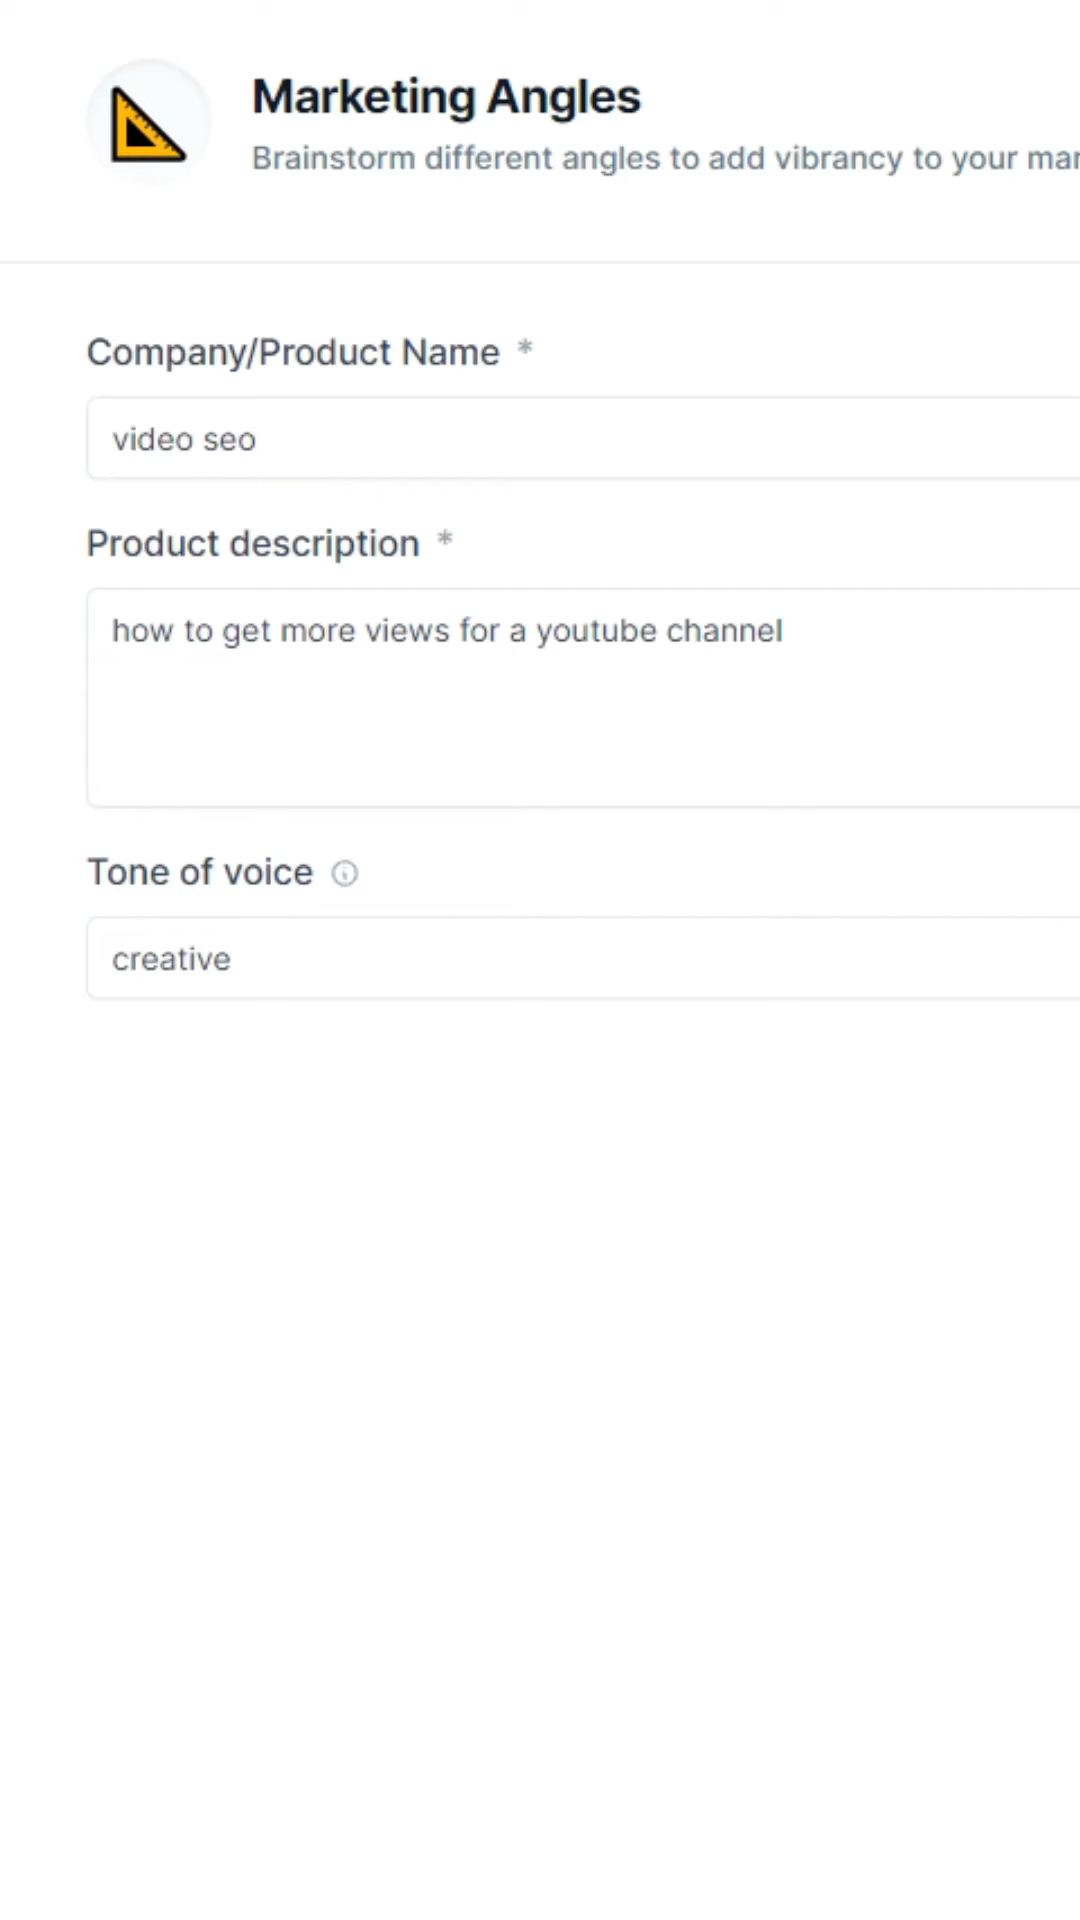 Marketing Angles
Brainstorm different angles to add vibrancy to your mar
Company/Product Name *
video seo
Product description *
how to get more views for a youtube channel
Tone of voice
creative